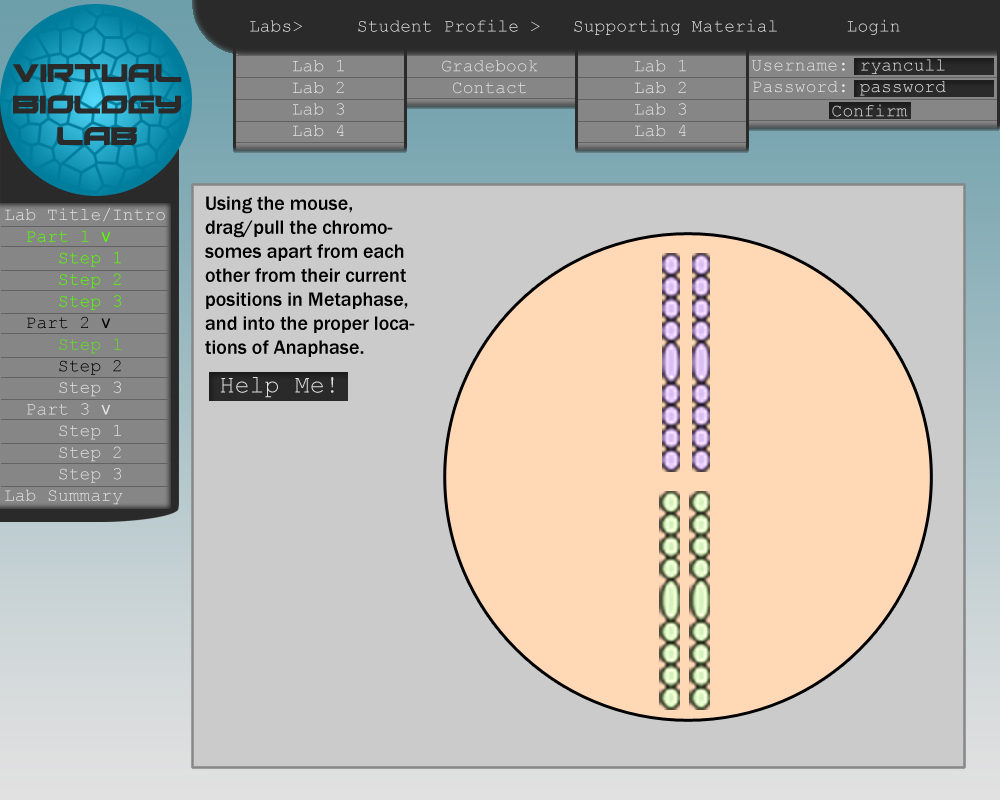 VIRTUAL
BIOLOGY
LAB
Labs>
Student Profile >
Supporting Material
Login
Lab 1
Lab 2
Lab 3
Lab 4
Gradebook
Contact
Lab 1
Lab 2
Lab 3
Lab 4
Username: ryancull
Password: password
Confirm
Lab Title/Intro
Part 1 v
Step 1
Step 2
Step 3
Part 2 v
Step 1
Step 2
Step 3
Part 3 v
Step 1
Step 2
Step 3
Lab Summary
Using the mouse,
drag/pull the chromo-
somes apart from each
other from their current
positions in Metaphase,
and into the proper loca-
tions of Anaphase.
Help Me!